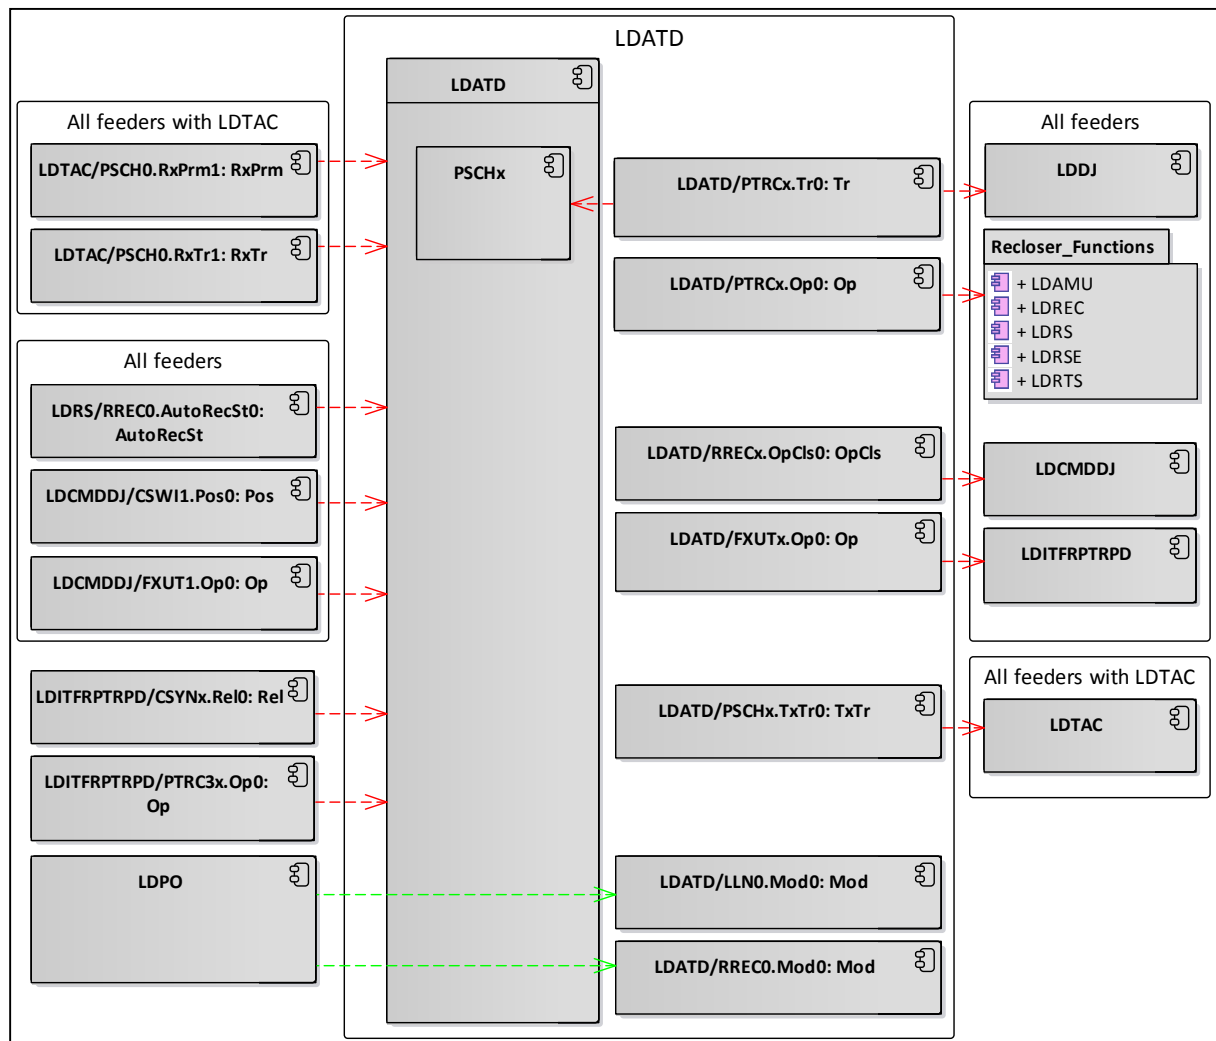 LDATD
All feeders with LDTAC
LDTAC/PSCH0.RxPrm1: RxPrm
LDTAC/PSCH0.RxTr1: RxTr
All feeders
LDRS/RREC0.AutoRecSt0:
AutoRecSt
LDCMDDJ/CSWI1.Pos0: Pos
LDCMDDJ/FXUT1.Op0: Op
LDITFRPTRPD/CSYNx.Rel0: Rel
LDITFRPTRPD/PTRC3x.Op0:
Op
LDPO
LDATD
PSCHx
LDATD/PTRCx.Tr0: Tr
LDATD/PTRCx.Op0: Op
LDATD/RRECx.OpCls0: OpCls
LDATD/FXUTx.Op0: Op
LDATD/PSCHx.TxTr0: TxTr
LDATD/LLN0.Mod0: Mod
LDATD/RREC0.Mod0: Mod
All feeders
LDDJ
Recloser_Functions
+ LDAMU
+ LDREC
+ LDRS
+ LDRSE
+ LDRTS
LDCMDDJ
LDITFRPTRPD
All feeders with LDTAC
LDTAC